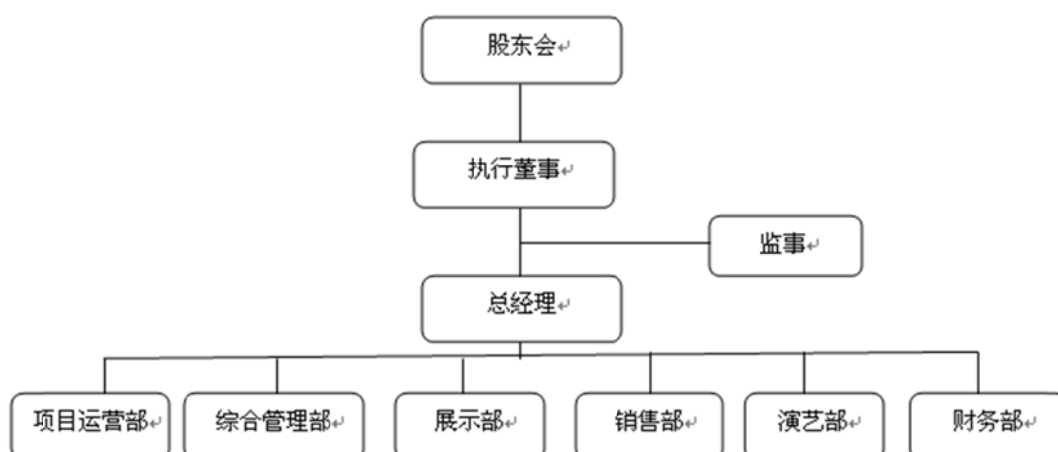 股东会
执行董事
监事
总经理
项目运营部
综合管理部
展示部
销售部
演艺部
财务部